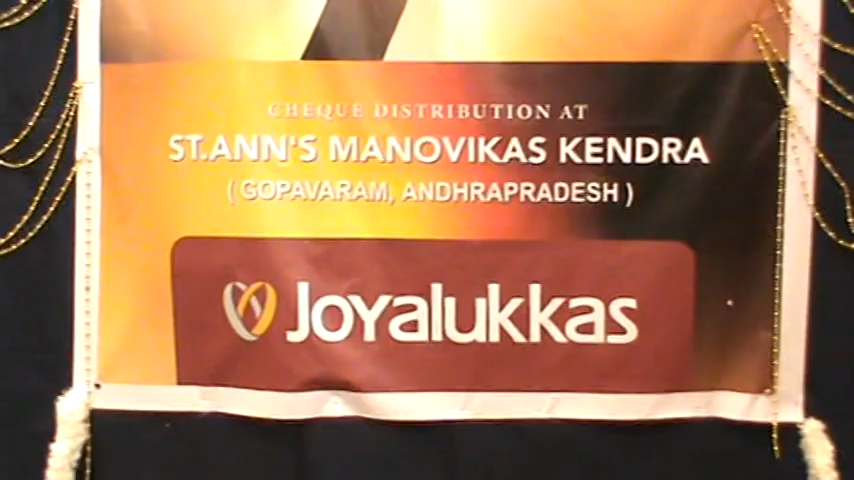 CHEQUE DISTRIBUTION AT
ST.ANN'S MANOVIKAS KENDRA
( GOPAVARAM, ANDHRAPRADESH )
Joyalukkas